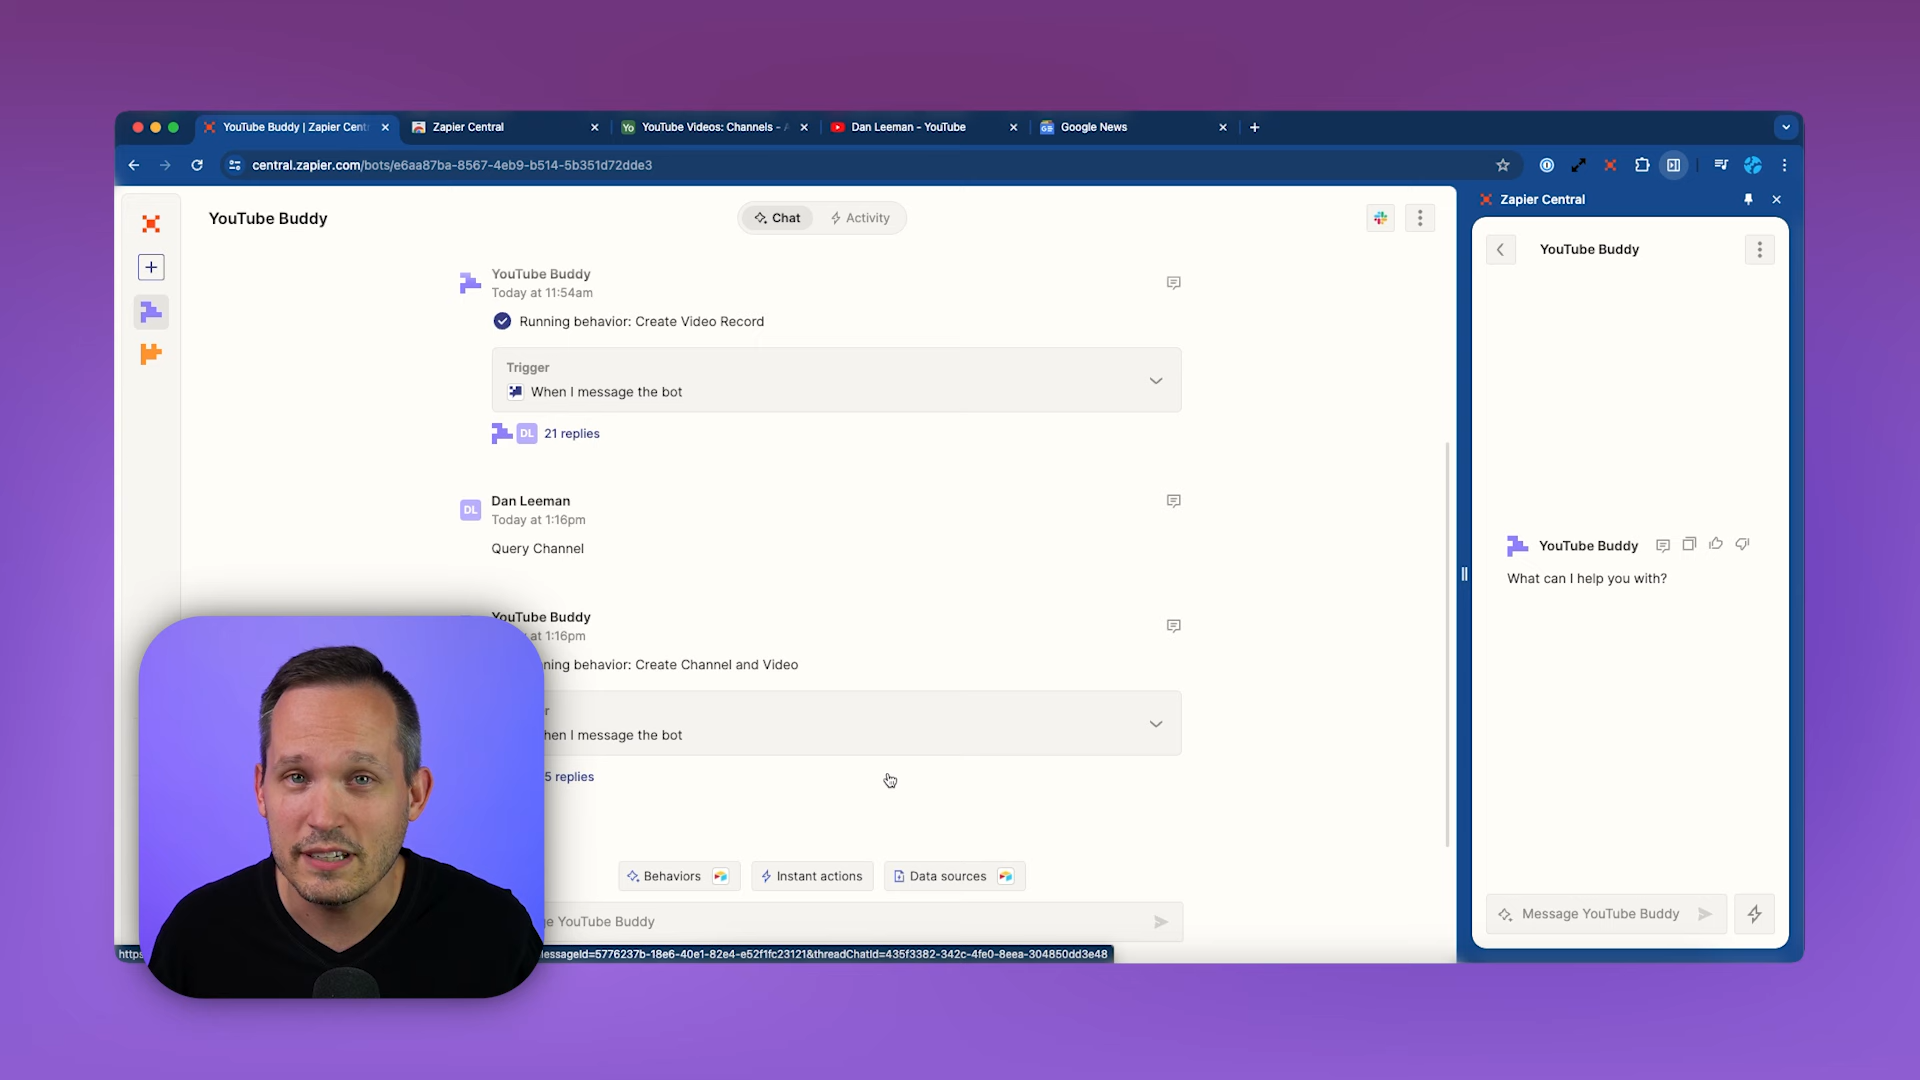 YouTube Buddy | Zapier Cent
Zapier Central
YouTube Videos: Channels - A
Dan Leeman - YouTube
Google News
central.zapier.com/bots/e6aa87ba-8567-4eb9-b514-5b351d72dde3
YouTube Buddy
Chat
Activity
YouTube Buddy
Today at 11:54am
Running behavior: Create Video Record
Trigger
When I message the bot
DL
21 replies
DL
Dan Leeman
Today at 1:16pm
Query Channel
YouTube Buddy
at 1:16pm
ning behavior: Create Channel and Video
r
hen I message the bot
5 replies
Behaviors
Instant actions
Data sources
e YouTube Buddy
https
essageId=5776237b-18e6-40e1-82e4-e52f1fc23121&threadChatId=435f3382-342c-4fe0-8eea-304850dd3e48
Zapier Central
YouTube Buddy
YouTube Buddy
What can I help you with?
Message YouTube Buddy